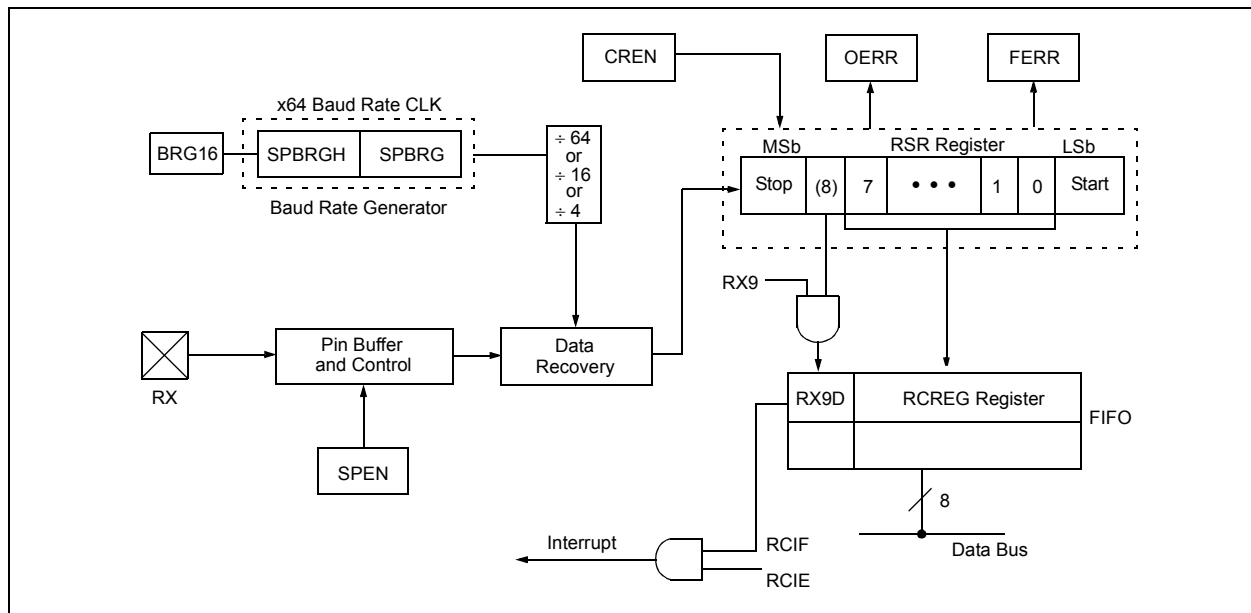 CREN
OERR
FERR
x64 Baud Rate CLK
BRG16
SPBRGH
SPBRG
Baud Rate Generator
÷ 64
or
÷ 16
or
÷ 4
MSb
RSR Register
LSb
Stop
(8)
7
• • •
1
0
Start
RX9
RX
Pin Buffer
and Control
Data
Recovery
SPEN
RX9D
RCREG Register
FIFO
8
Data Bus
Interrupt
RCIF
RCIE